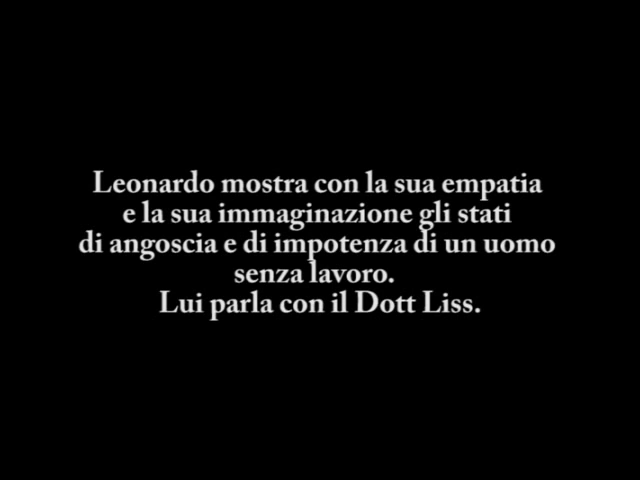 Leonardo mostra con la sua empatia
e la sua immaginazione gli stati
di angoscia e di impotenza di un uomo
senza lavoro.
Lui parla con il Dott Liss.